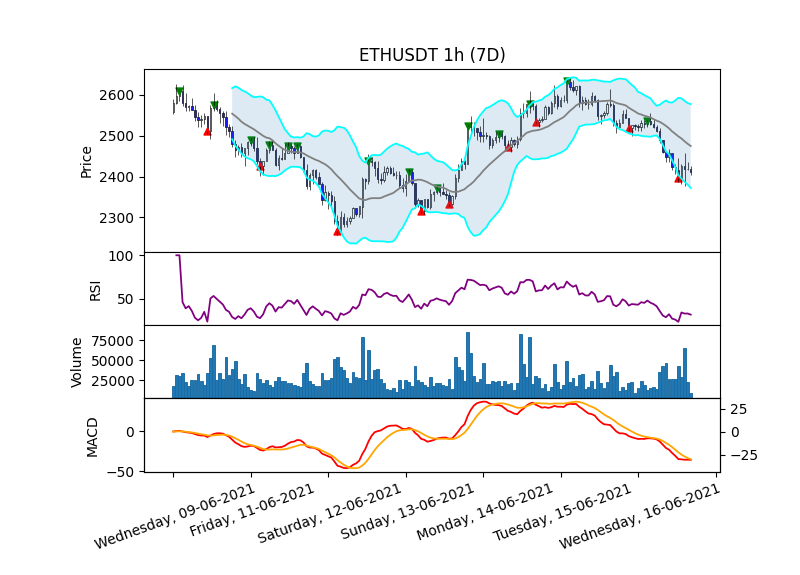 ETHUSDT 1h (7D)
2600
2500
2400
2300
Price
100
50
RSI
75000
50000
25000
Volume
0
−50
MACD
25
0
−25
Wednesday, 09-06-2021
Friday, 11-06-2021
Saturday, 12-06-2021
Sunday, 13-06-2021
Monday, 14-06-2021
Tuesday, 15-06-2021
Wednesday, 16-06-2021